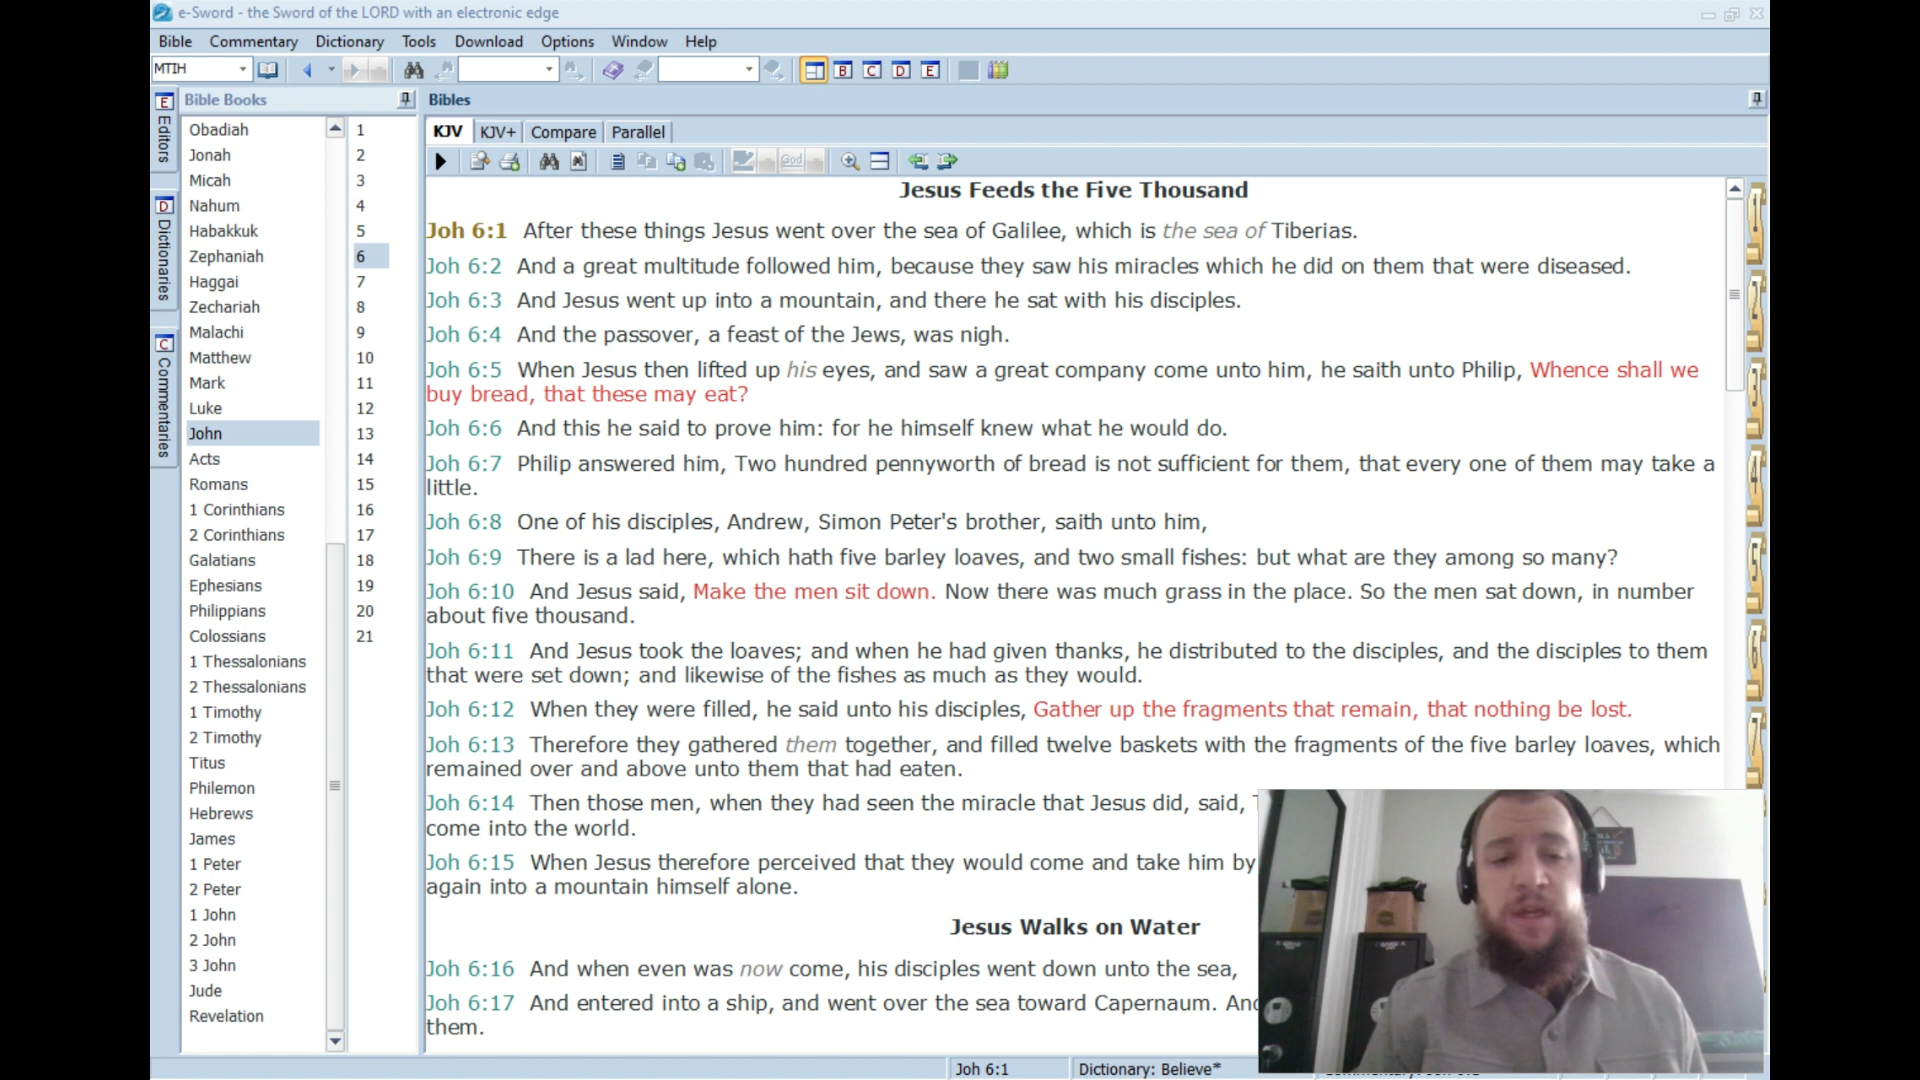 e-Sword - the Sword of the LORD with an electronic edge
Bible Commentary Dictionary Tools Download Options Window Help
MTIH
B C D E
E Editors
D Dictionaries
C Commentaries
Bible Books
Obadiah
Jonah
Micah
Nahum
Habakkuk
Zephaniah
Haggai
Zechariah
Malachi
Matthew
Mark
Luke
John
Acts
Romans
1 Corinthians
2 Corinthians
Galatians
Ephesians
Philippians
Colossians
1 Thessalonians
2 Thessalonians
1 Timothy
2 Timothy
Titus
Philemon
Hebrews
James
1 Peter
2 Peter
1 John
2 John
3 John
Jude
Revelation
1
2
3
4
5
6
7
8
9
10
11
12
13
14
15
16
17
18
19
20
21
Bibles
KJV KJV+ Compare Parallel
God
Jesus Feeds the Five Thousand
Joh 6:1 After these things Jesus went over the sea of Galilee, which is the sea of Tiberias.
Joh 6:2 And a great multitude followed him, because they saw his miracles which he did on them that were diseased.
Joh 6:3 And Jesus went up into a mountain, and there he sat with his disciples.
Joh 6:4 And the passover, a feast of the Jews, was nigh.
Joh 6:5 When Jesus then lifted up his eyes, and saw a great company come unto him, he saith unto Philip, Whence shall we
buy bread, that these may eat?
Joh 6:6 And this he said to prove him: for he himself knew what he would do.
Joh 6:7 Philip answered him, Two hundred pennyworth of bread is not sufficient for them, that every one of them may take a
little.
Joh 6:8 One of his disciples, Andrew, Simon Peter's brother, saith unto him,
Joh 6:9 There is a lad here, which hath five barley loaves, and two small fishes: but what are they among so many?
Joh 6:10 And Jesus said, Make the men sit down. Now there was much grass in the place. So the men sat down, in number
about five thousand.
Joh 6:11 And Jesus took the loaves; and when he had given thanks, he distributed to the disciples, and the disciples to them
that were set down; and likewise of the fishes as much as they would.
Joh 6:12 When they were filled, he said unto his disciples, Gather up the fragments that remain, that nothing be lost.
Joh 6:13 Therefore they gathered them together, and filled twelve baskets with the fragments of the five barley loaves, which
remained over and above unto them that had eaten.
Joh 6:14 Then those men, when they had seen the miracle that Jesus did, said,
come into the world.
Joh 6:15 When Jesus therefore perceived that they would come and take him by
again into a mountain himself alone.
Jesus Walks on Water
Joh 6:16 And when even was now come, his disciples went down unto the sea,
Joh 6:17 And entered into a ship, and went over the sea toward Capernaum.
them.
1
2
3
4
5
6
7
Joh 6:1
Dictionary: Believe*